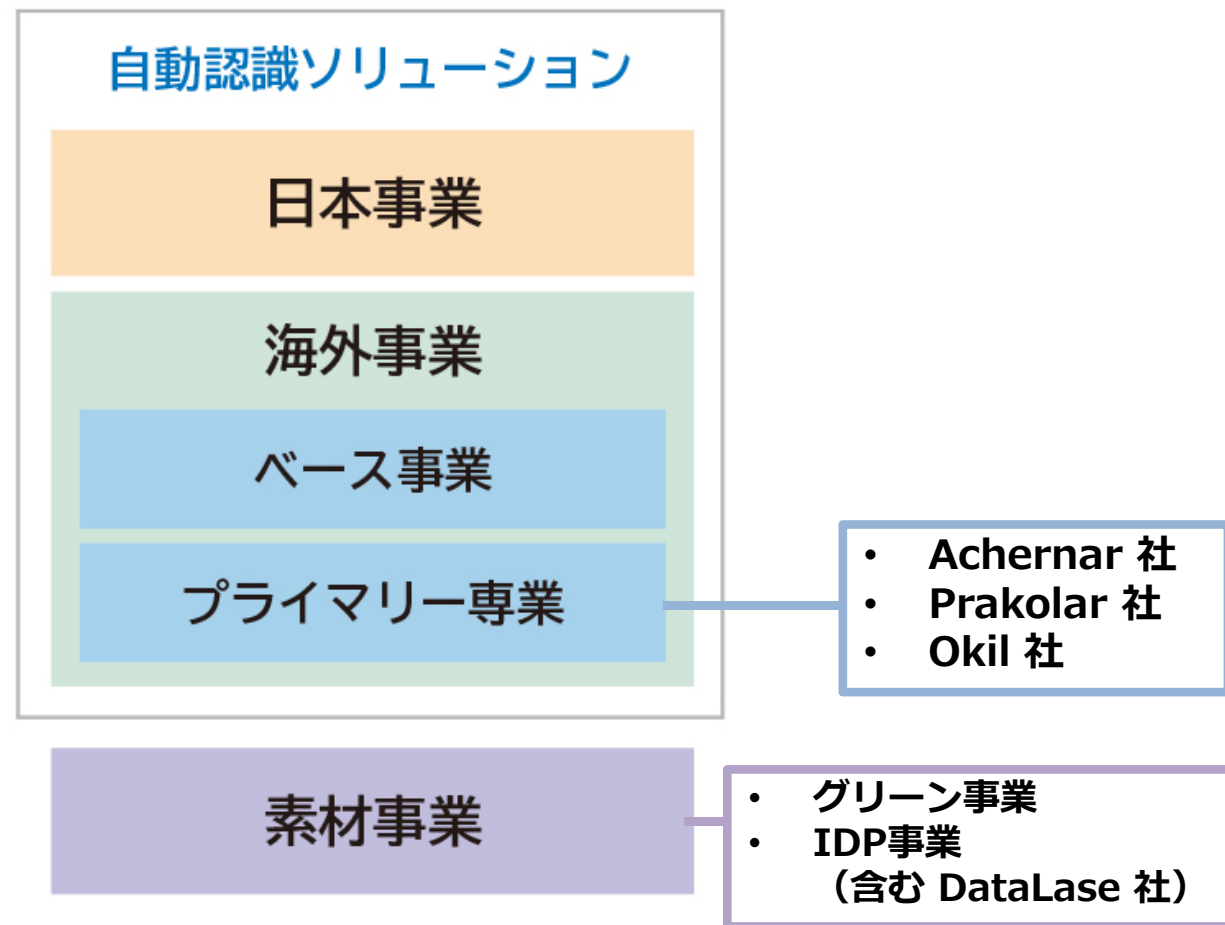 自動認識ソリューション
日本事業
海外事業
ベース事業
プライマリー専業
• Achernar 社
• Prakolar 社
• Okil 社
素材事業
• グリーン事業
• IDP事業
（含む DataLase 社）